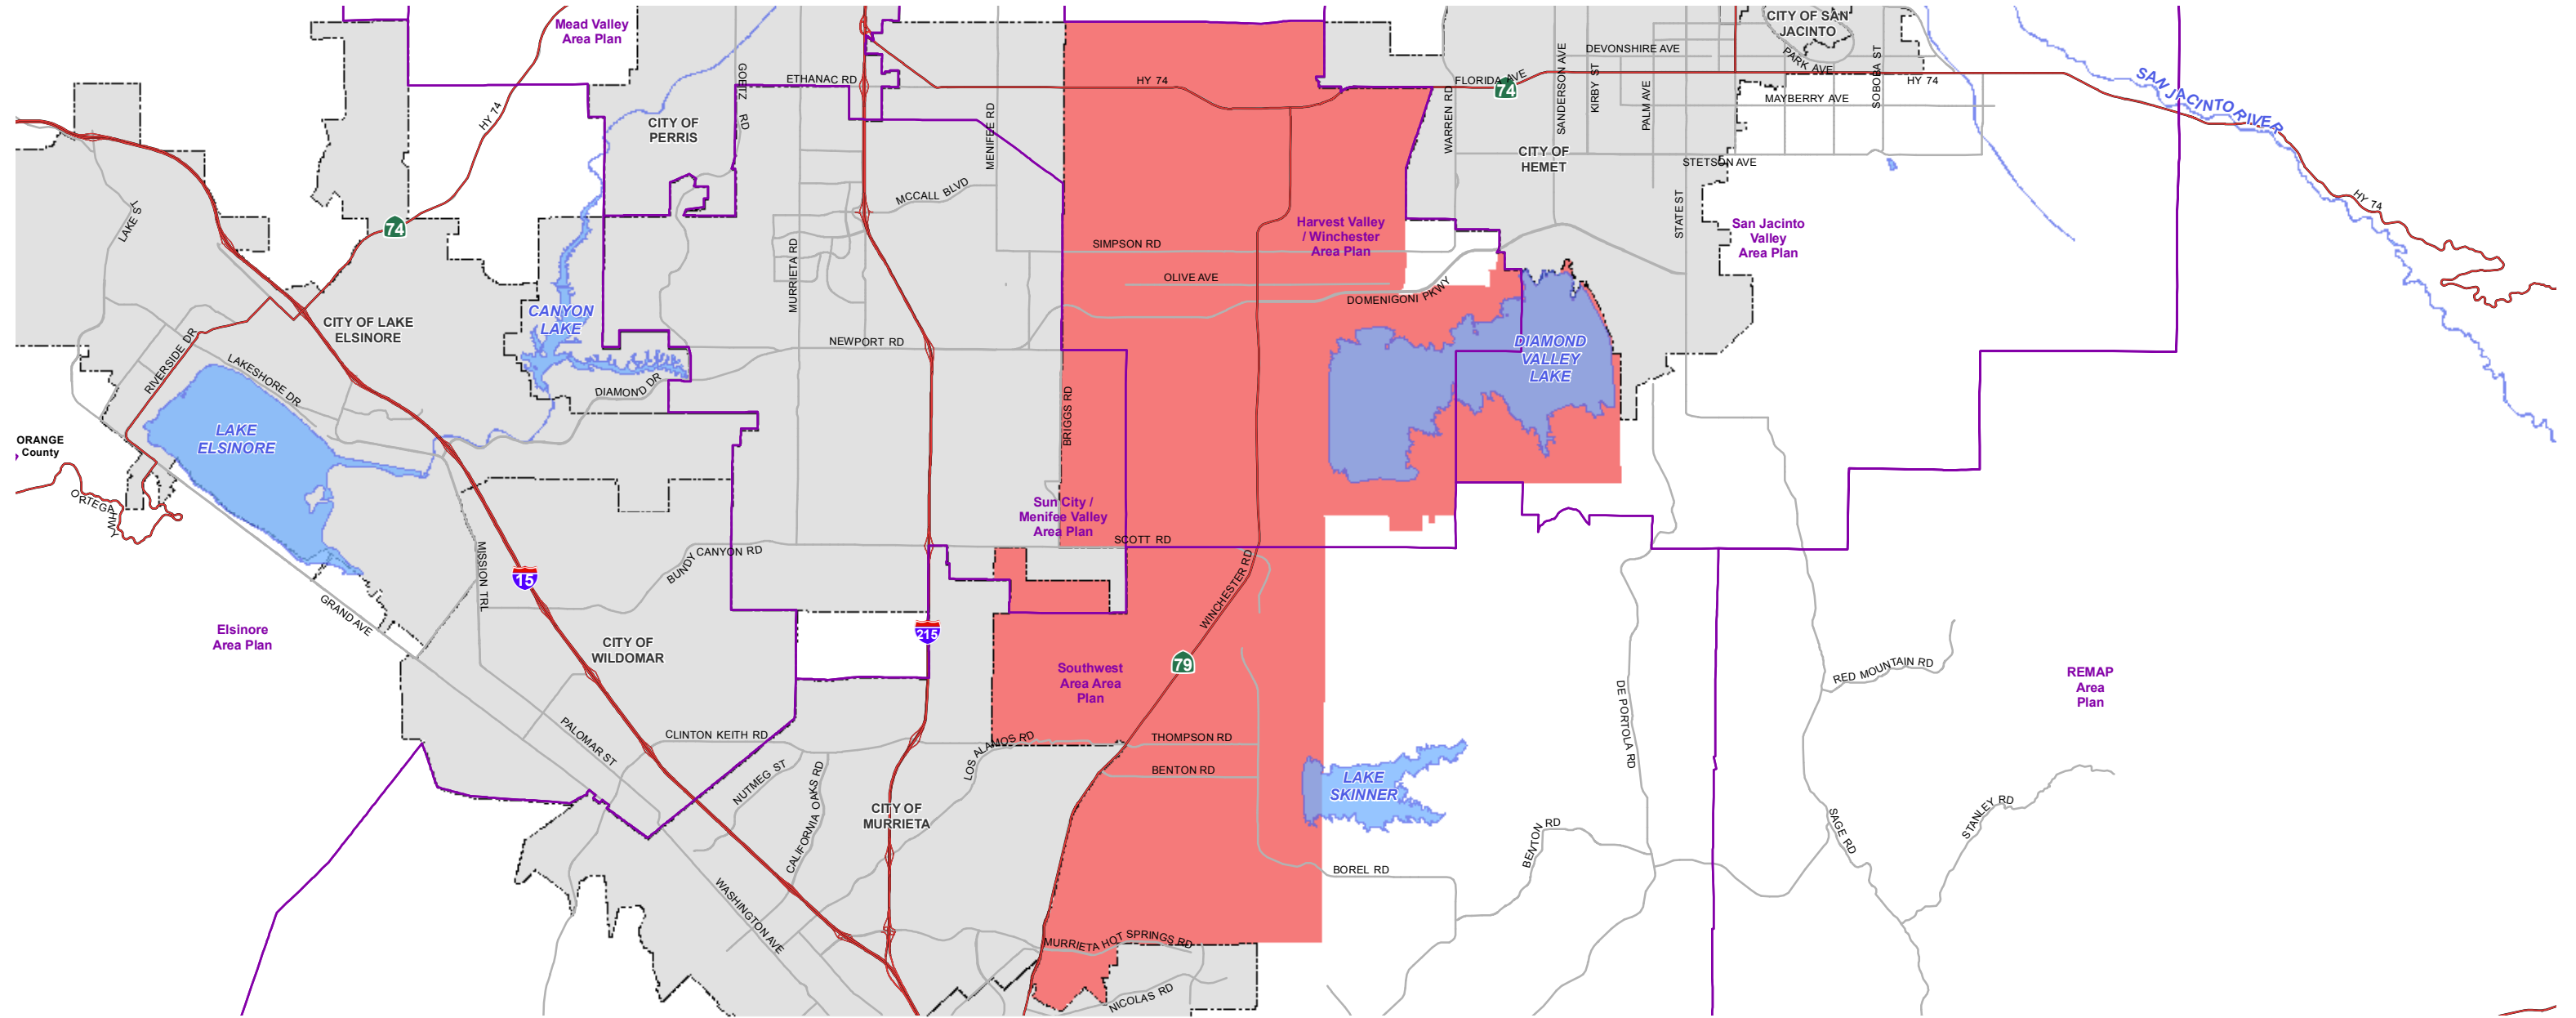 Mead Valley
Area Plan
CITY OF SAN
JACINTO
DEVONSHIRE AVE
PARK AVE
SOBOBA ST
SANDERSON AVE
KIRBY ST
PALM AVE
GOETZ RD
ETHANAC RD
HY 74
FLORIDA AVE
74
HY 74
MAYBERRY AVE
SAN JACINTO RIVER
HY 74
CITY OF
PERRIS
MENIFEE RD
WARREN RD
CITY OF
HEMET
STETSON AVE
LAKE ST
74
MCCALL BLVD
HY 74
STATE ST
Harvest Valley
/ Winchester
Area Plan
San Jacinto
Valley
Area Plan
SIMPSON RD
MURRIETA RD
OLIVE AVE
DOMENIGONI PKWY
CANYON
LAKE
CITY OF LAKE
ELSINORE
RIVERSIDE DR
NEWPORT RD
DIAMOND
VALLEY
LAKE
LAKESHORE DR
DIAMOND DR
BRIGGS RD
LAKE
ELSINORE
ORANGE
County
ORTEGA HWY
Sun City /
Menifee Valley
Area Plan
SCOTT RD
BUNDY CANYON RD
MISSION TRL
15
WINCHESTER RD
GRAND AVE
Elsinore
Area Plan
CITY OF
WILDOMAR
215
79
Southwest
Area Area
Plan
DE PORTOLA RD
RED MOUNTAIN RD
REMAP
Area
Plan
PALOMAR ST
CLINTON KEITH RD
LOS ALAMOS RD
THOMPSON RD
BENTON RD
NUTMEG ST
CALIFORNIA OAKS RD
LAKE
SKINNER
CITY OF
MURRIETA
BENTON RD
SAGE RD
STANLEY RD
BOREL RD
WASHINGTON AVE
MURRIETA HOT SPRINGS RD
NICOLAS RD